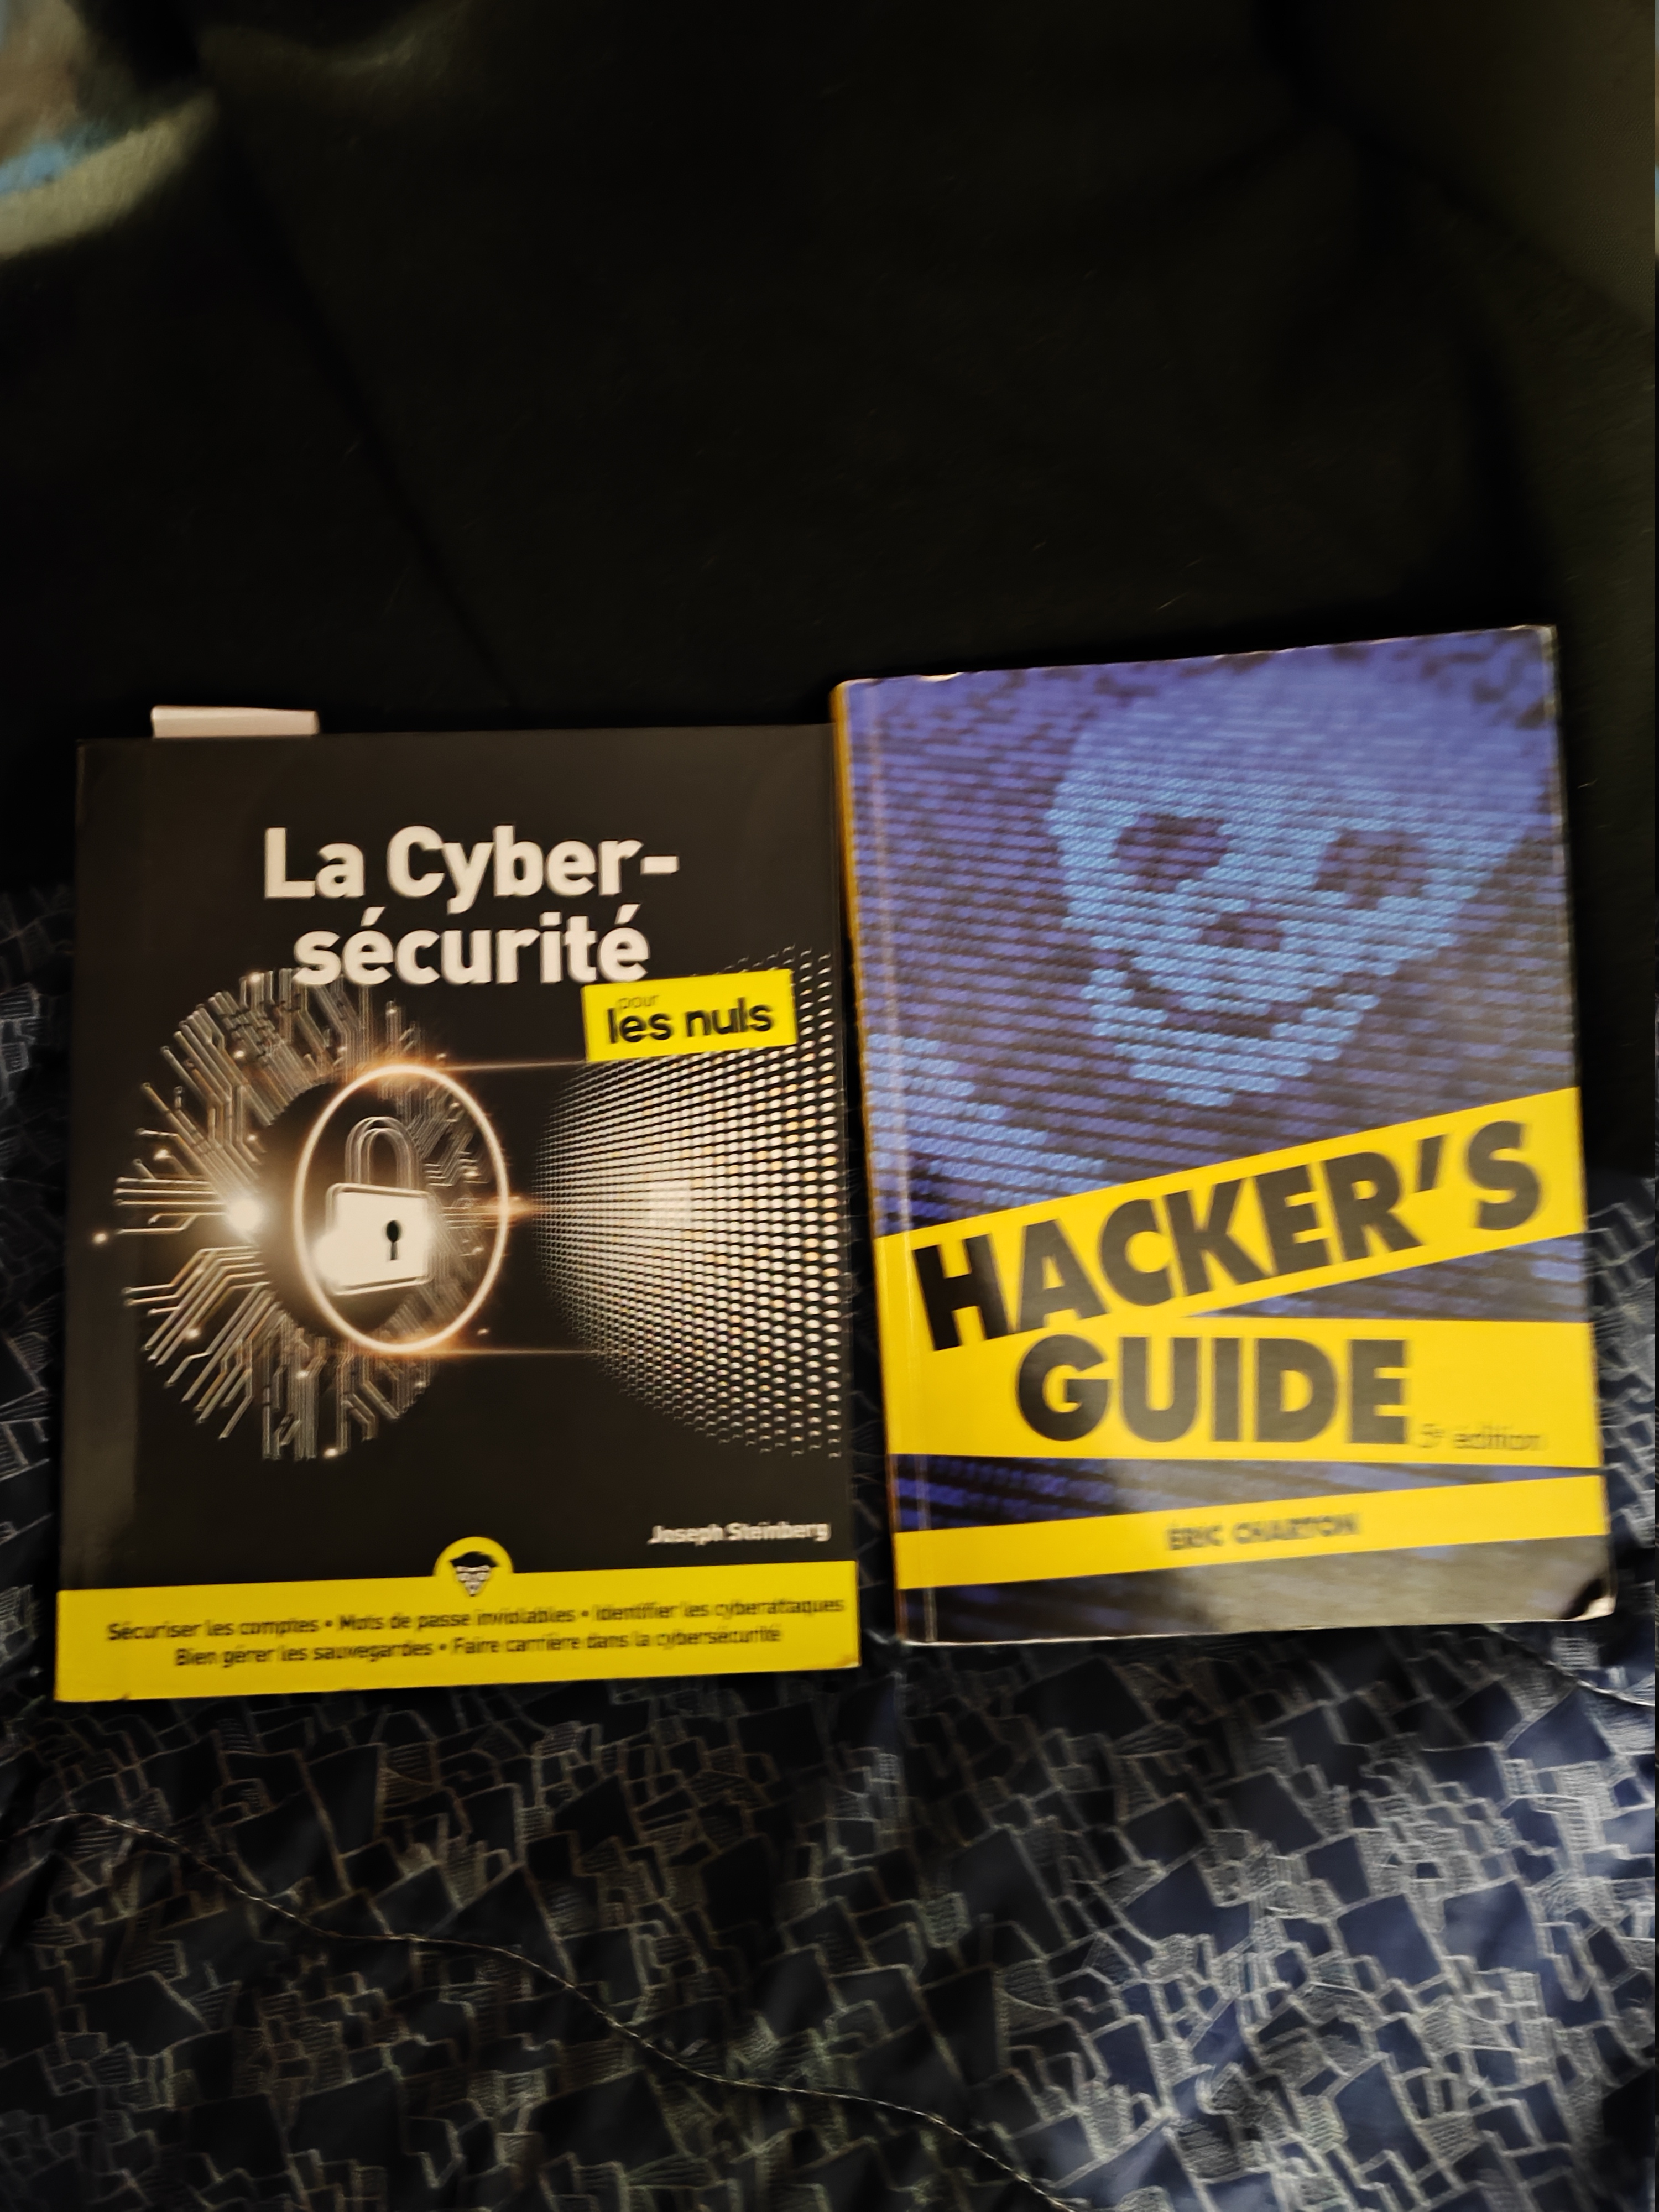 La Cyber-
sécurité
pour
les nuls
Joseph Steinberg
Sécuriser les comptes • Mots de passe inviolables • Identifier les cyberattaques
Bien gérer les sauvegardes • Faire carrière dans la cybersécurité
HACKER'S
GUIDE
5e édition
ÉRIC CHARTON